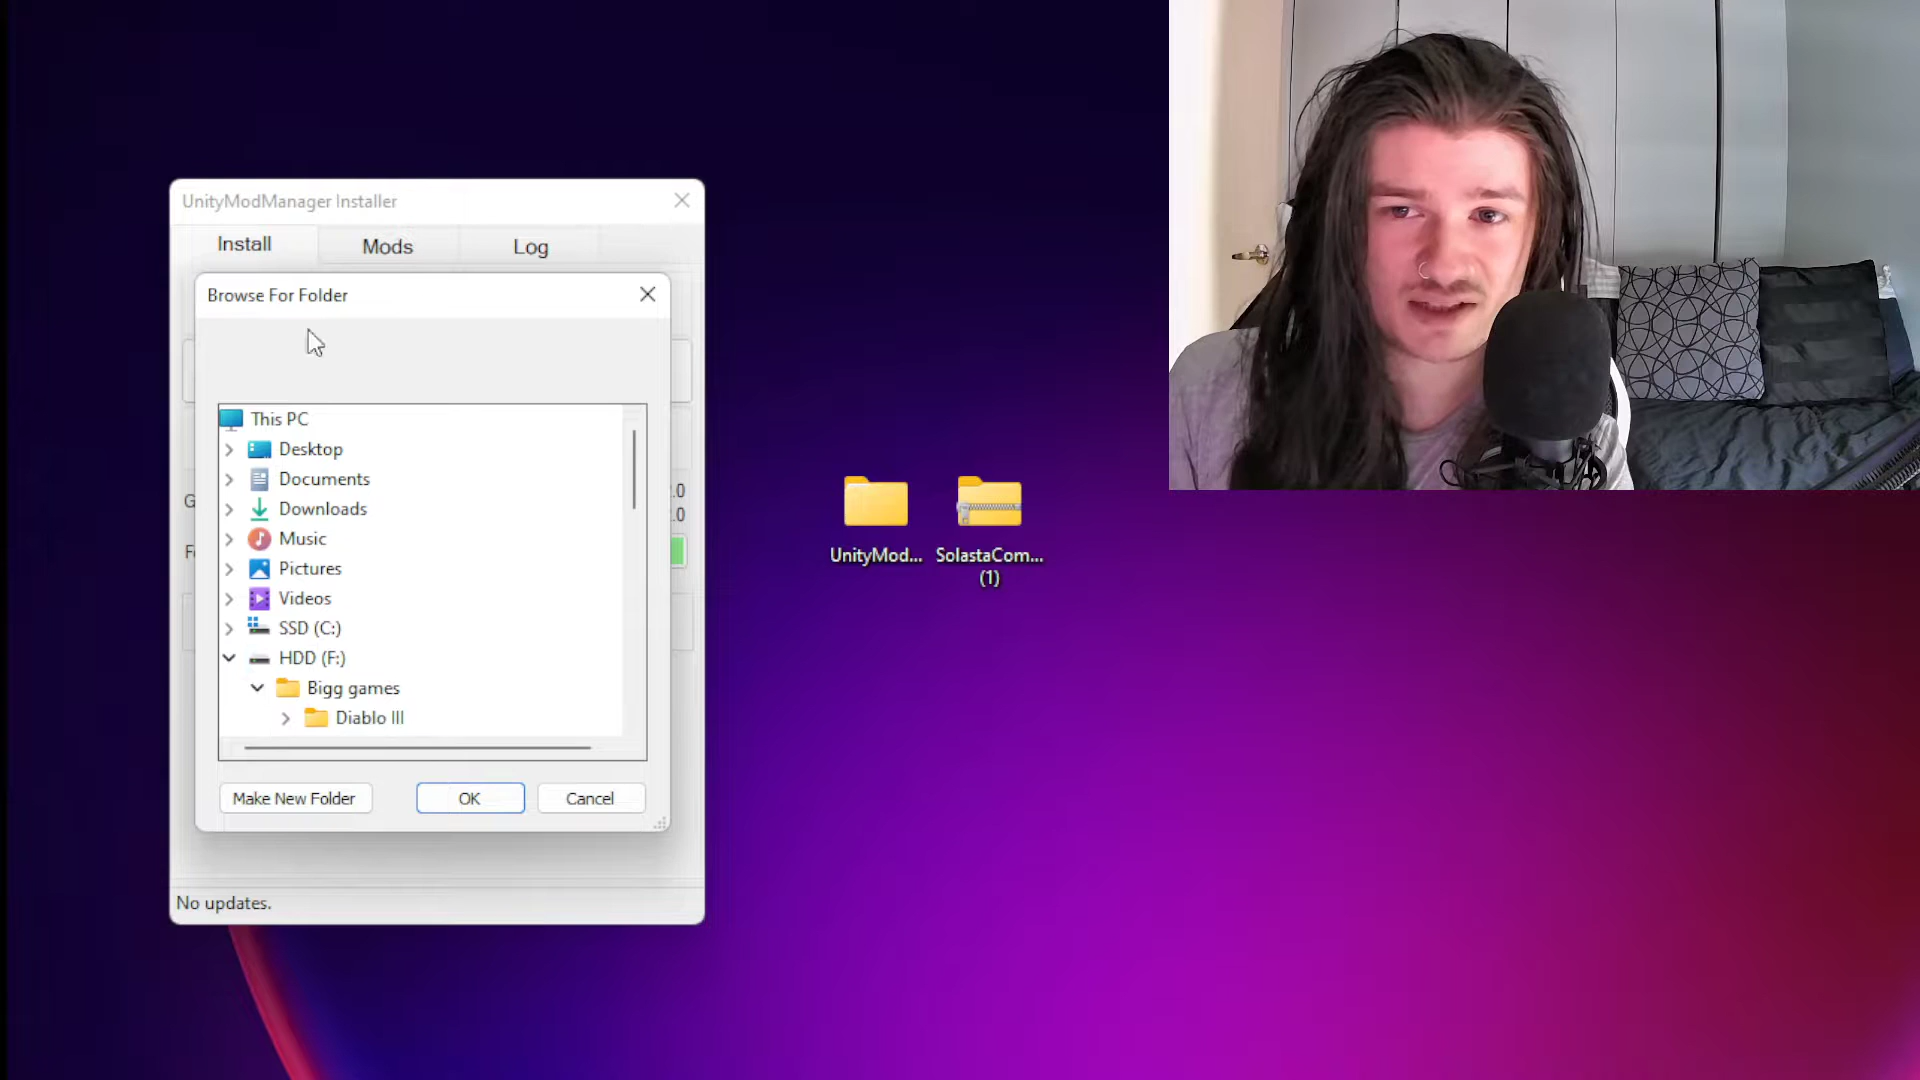 UnityModManager Installer
Install
Mods
Log
Browse For Folder
This PC
Desktop
Documents
Downloads
Music
Pictures
Videos
SSD (C:)
HDD (F:)
Bigg games
Diablo III
Make New Folder
OK
Cancel
No updates.
UnityMod...
SolastaCom...
(1)